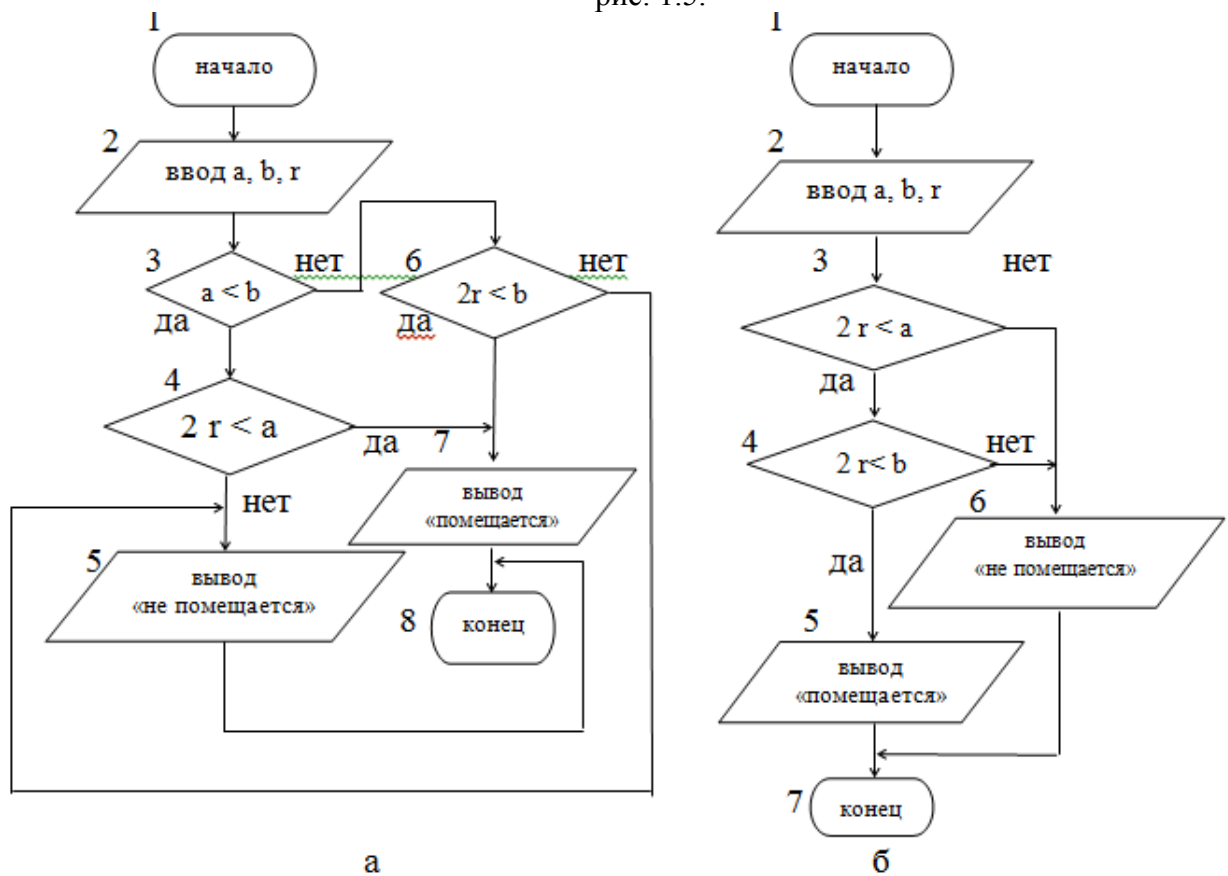 рис. 1.5.
1
начало
2
ввод a, b, r
3
a < b
нет
да
6
2r < b
нет
да
4
2 r < a
да
нет
7
вывод
«помещается»
5
вывод
«не помещается»
8
конец
а
1
начало
2
ввод a, b, r
3
нет
2 r < a
да
4
2 r< b
нет
да
6
вывод
«не помещается»
5
вывод
«помещается»
7
конец
б